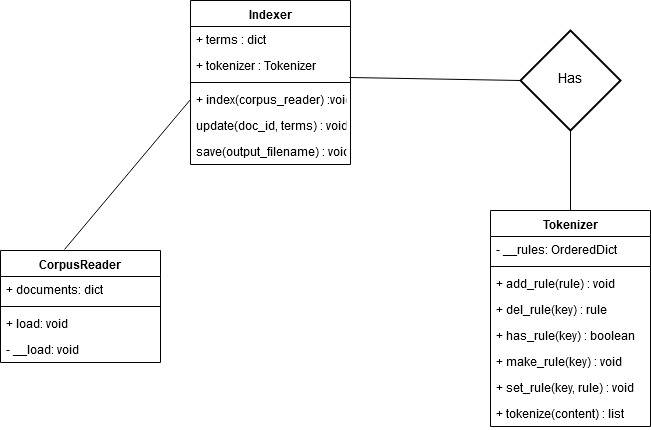 Indexer
+ terms : dict
+ tokenizer : Tokenizer
+ index(corpus_reader) :voi
update(doc_id, terms) : void
save(output_filename) : voi
Has
Tokenizer
- __rules: OrderedDict
+ add_rule(rule) : void
+ del_rule(key) : rule
+ has_rule(key) : boolean
+ make_rule(key) : void
+ set_rule(key, rule) : void
+ tokenize(content) : list
CorpusReader
+ documents: dict
+ load: void
- __load: void